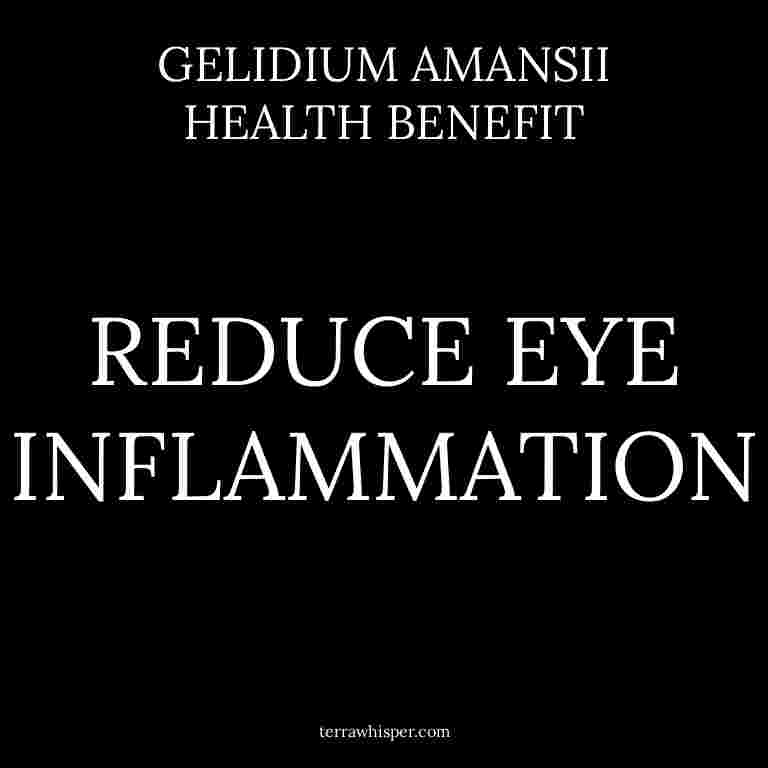 GELIDIUM AMANSII
HEALTH BENEFIT
REDUCE EYE
INFLAMMATION
terrawhisper.com